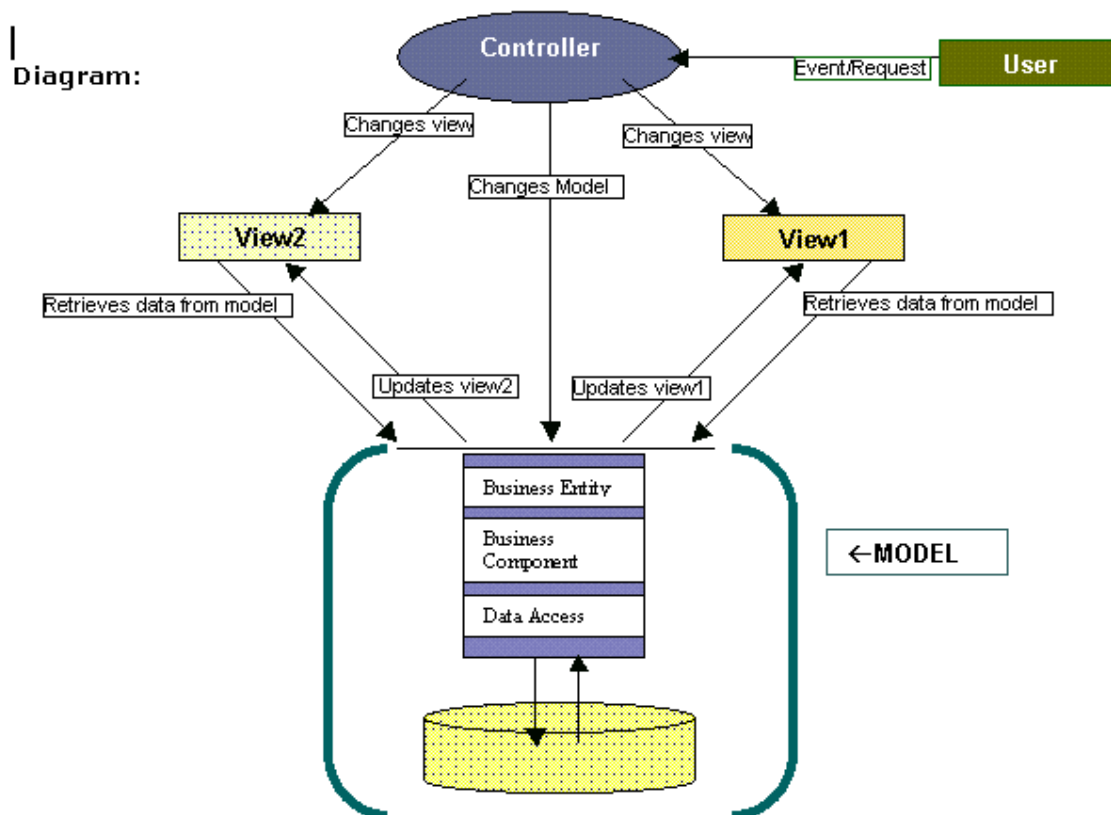 Controller
Event/Request
User
Diagram:
Changes view
Changes view
Changes Model
View2
View1
Retrieves data from model
Retrieves data from model
Updates view2
Updates view1
Business Entity
Business
Component
←MODEL
Data Access